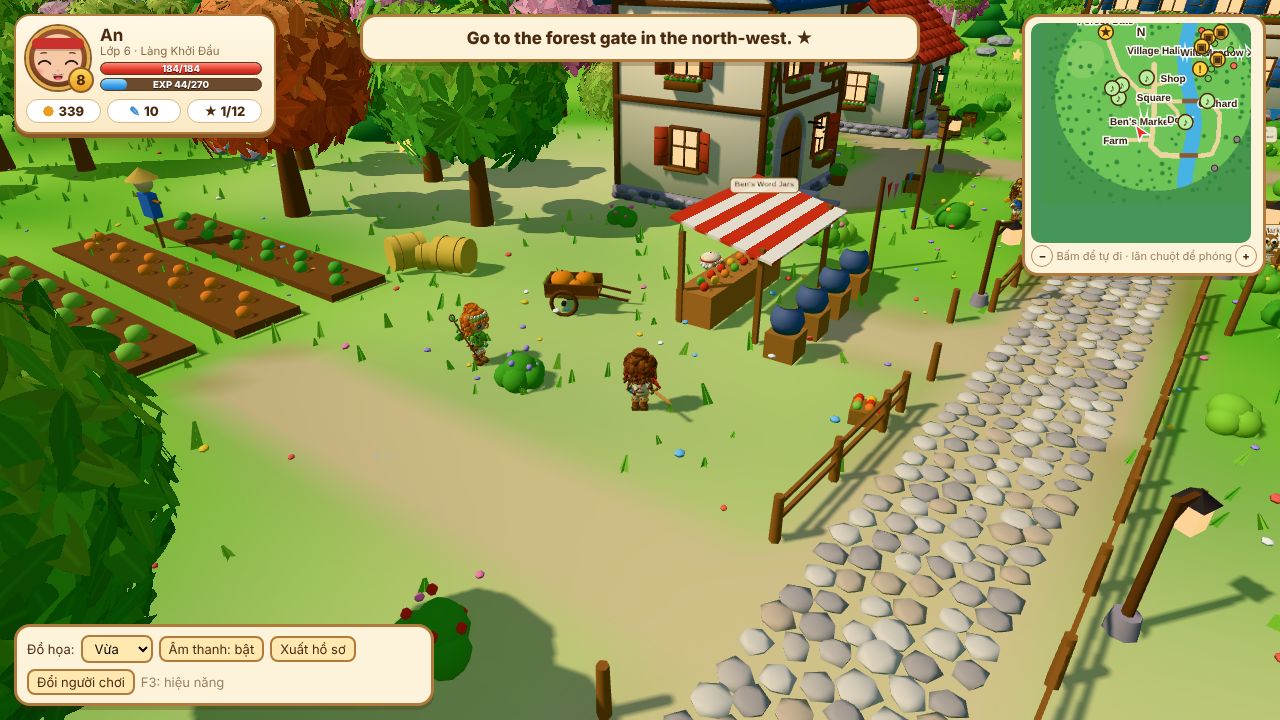 An
Lớp 6 · Làng Khởi Đầu
184/184
EXP 44/270
8
339
10
★ 1/12
Go to the forest gate in the north-west. ★
N
Village Hall
Shop
Square
Ben's Marke
Farm
Bấm để tự đi · lăn chuột để phóng
Ben's Word Jars
Đồ họa:
Vừa
Âm thanh: bật
Xuất hồ sơ
Đổi người chơi
F3: hiệu năng